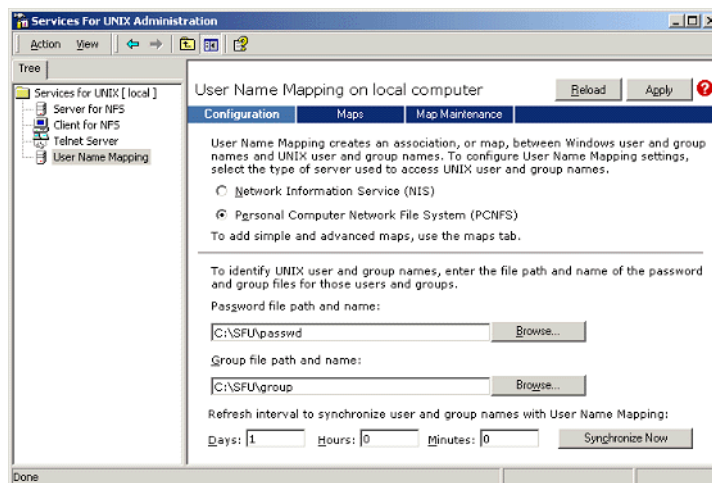 Services For UNIX Administration
Action View
Tree
Services for UNIX [ local ]
Server for NFS
Client for NFS
Telnet Server
User Name Mapping
User Name Mapping on local computer
Reload
Apply
?
Configuration
Maps
Map Maintenance
User Name Mapping creates an association, or map, between Windows user and group
names and UNIX user and group names. To configure User Name Mapping settings,
select the type of server used to access UNIX user and group names.
Network Information Service (NIS)
Personal Computer Network File System (PCNFS)
To add simple and advanced maps, use the maps tab.
To identify UNIX user and group names, enter the file path and name of the password
and group files for those users and groups.
Password file path and name:
C:\SFU\passwd
Browse...
Group file path and name:
C:\SFU\group
Browse...
Refresh interval to synchronize user and group names with User Name Mapping:
Days: 1 Hours: 0 Minutes: 0 Synchronize Now
Done